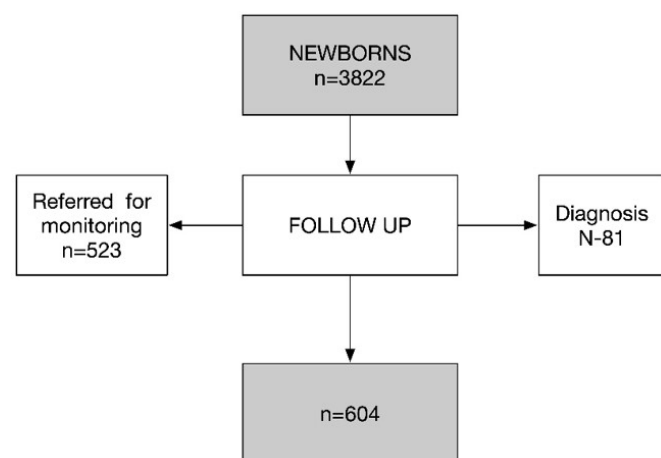 NEWBORNS
n=3822
Referred for
monitoring
n=523
FOLLOW UP
Diagnosis
N-81
n=604